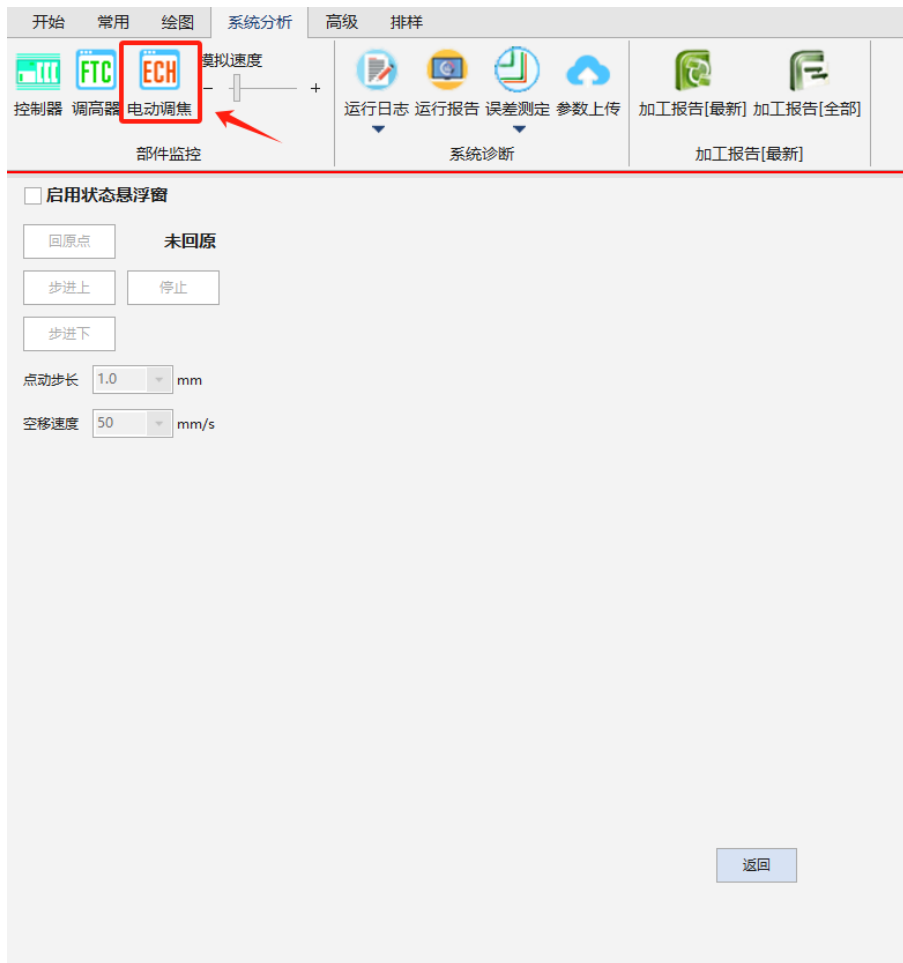 开始 常用 绘图 系统分析 高级 排样
FTC ECH 模拟速度
- +
控制器 调高器 电动调焦 运行日志 运行报告 误差测定 参数上传 加工报告[最新] 加工报告[全部]
部件监控 系统诊断 加工报告[最新]
启用状态悬浮窗
回原点 未回原
步进上 停止
步进下
点动步长 1.0 mm
空移速度 50 mm/s
返回